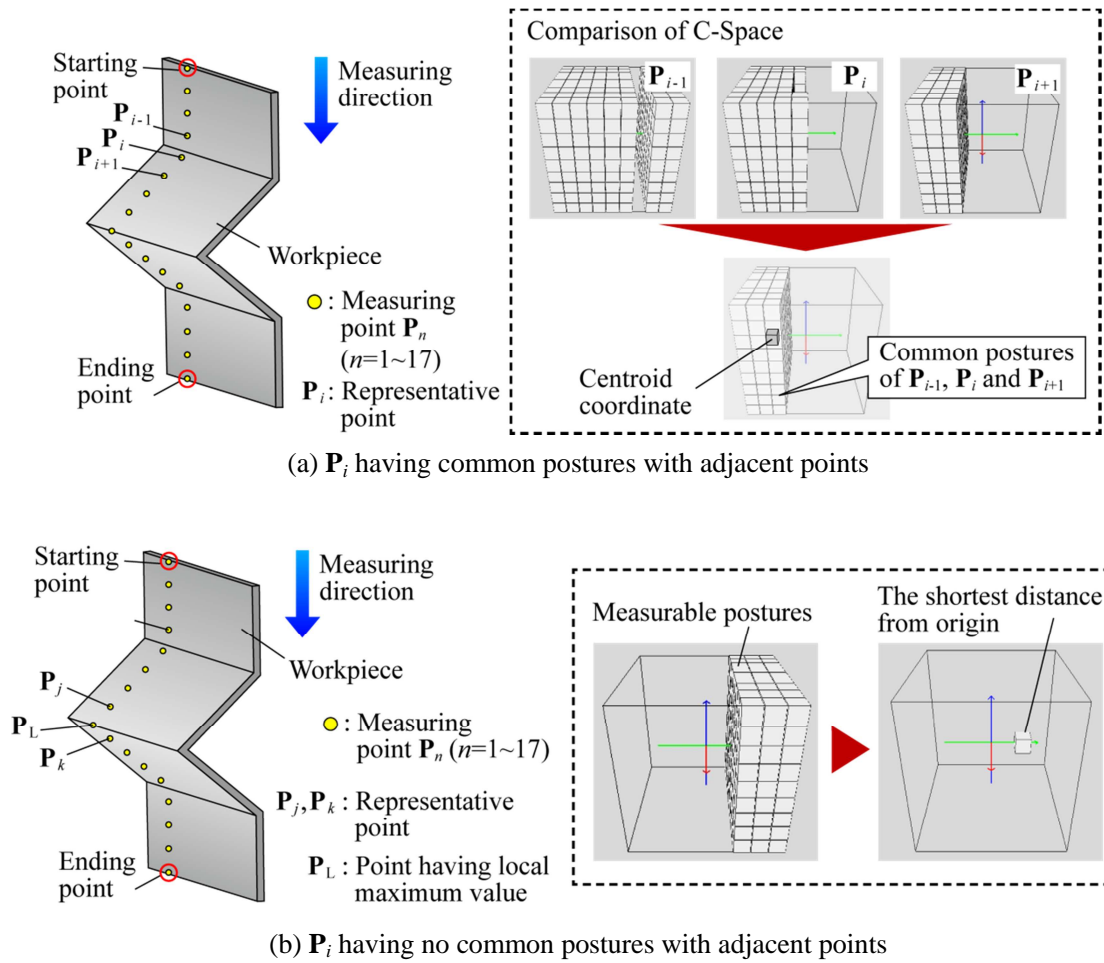 Starting
point
Measuring
direction
P_{i-1}
P_i
P_{i+1}
Workpiece
: Measuring
point P_n
(n=1~17)
Ending
point
P_i: Representative
point
Comparison of C-Space
P_{i-1}
P_i
P_{i+1}
Centroid
coordinate
Common postures
of P_{i-1}, P_i and P_{i+1}
(a) P_i having common postures with adjacent points
Starting
point
Measuring
direction
Workpiece
P_j
P_L
P_k
: Measuring
point P_n (n=1~17)
P_j, P_k : Representative
point
Ending
point
P_L : Point having local
maximum value
Measurable postures
The shortest distance
from origin
(b) P_i having no common postures with adjacent points